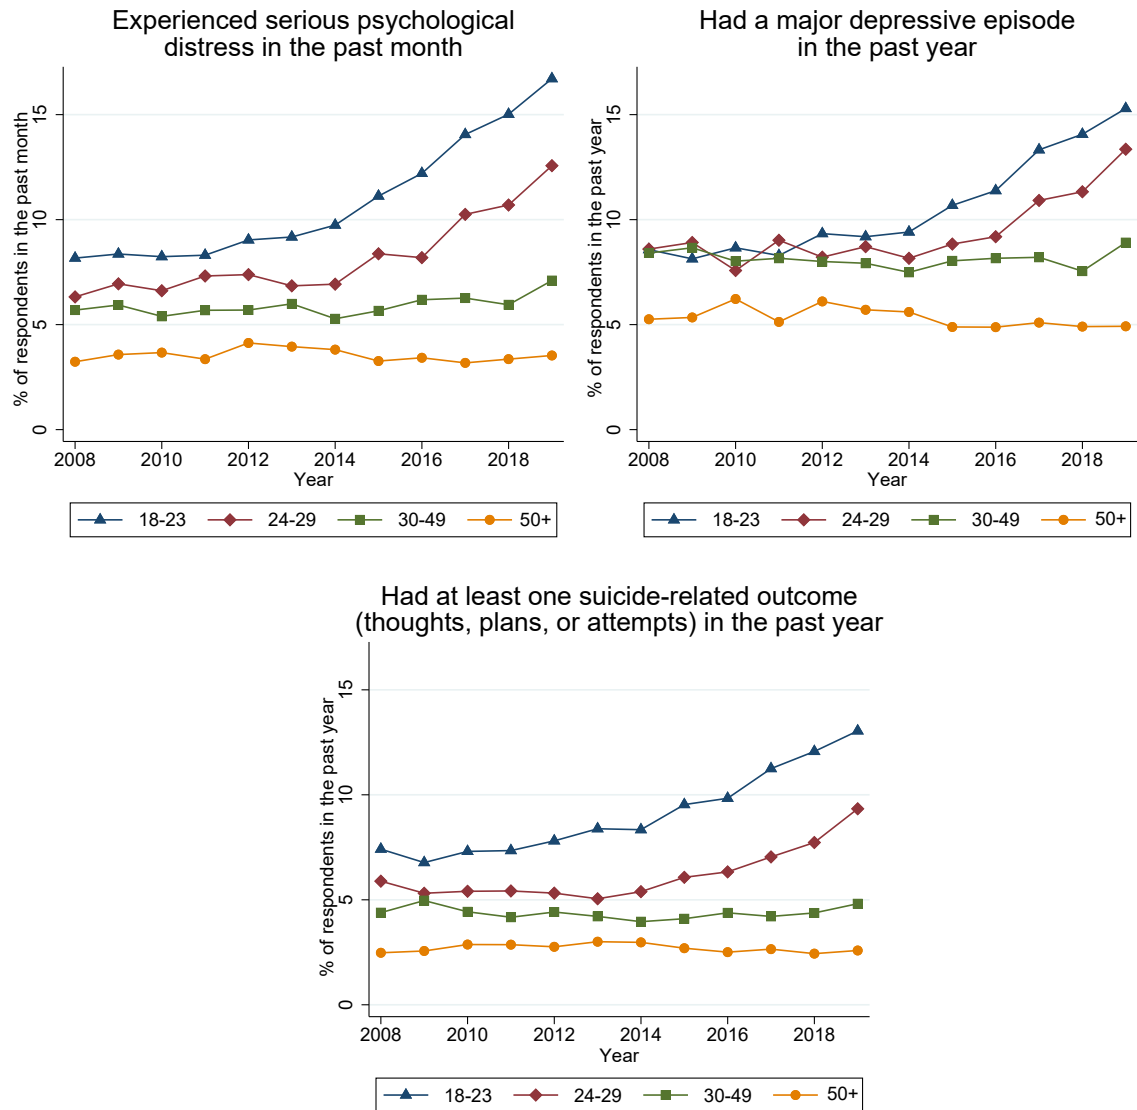 Experienced serious psychological
distress in the past month
% of respondents in the past month
15
10
5
0
2008 2010 2012 2014 2016 2018
Year
18-23 24-29 30-49 50+
Had a major depressive episode
in the past year
% of respondents in the past year
15
10
5
0
2008 2010 2012 2014 2016 2018
Year
18-23 24-29 30-49 50+
Had at least one suicide-related outcome
(thoughts, plans, or attempts) in the past year
% of respondents in the past year
15
10
5
0
2008 2010 2012 2014 2016 2018
Year
18-23 24-29 30-49 50+